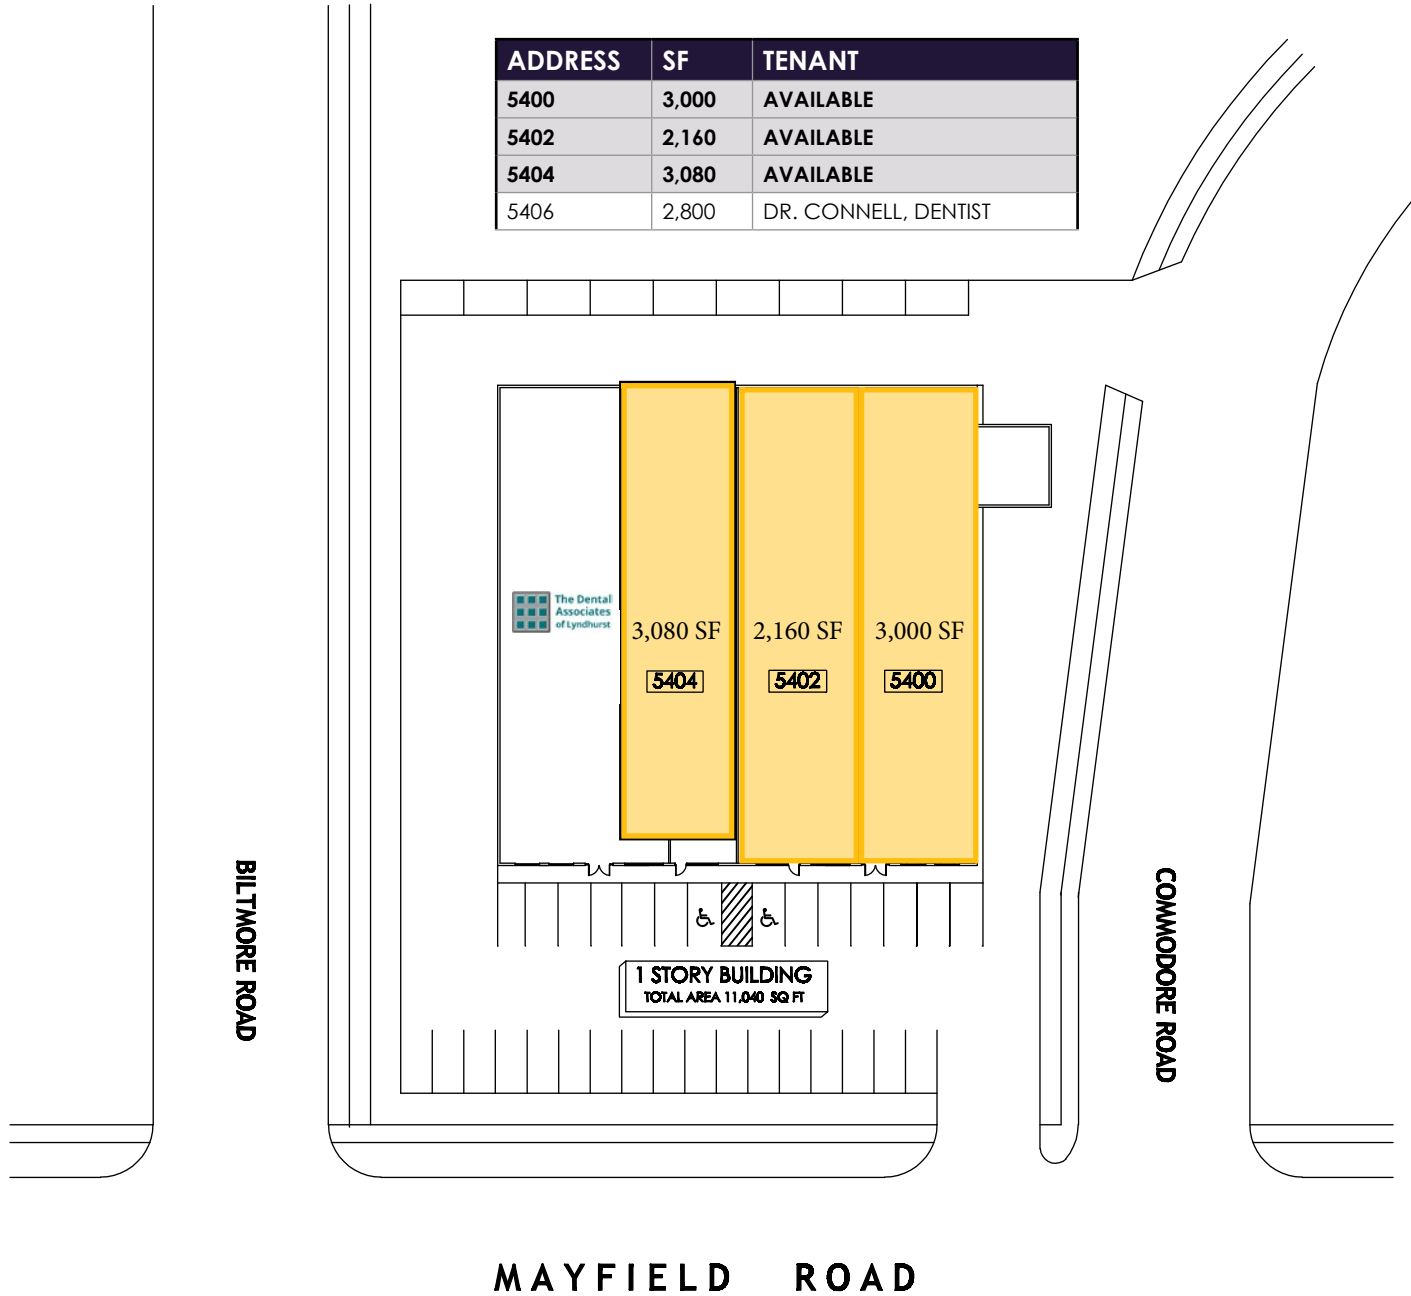 ADDRESS SF TENANT
5400 3,000 AVAILABLE
5402 2,160 AVAILABLE
5404 3,080 AVAILABLE
5406 2,800 DR. CONNELL, DENTIST
The Dental
Associates
of Lyndhurst
3,080 SF
2,160 SF
3,000 SF
5404
5402
5400
BILTMORE ROAD
COMMODORE ROAD
1 STORY BUILDING
TOTAL AREA 11,040 SQ FT
MAYFIELD ROAD